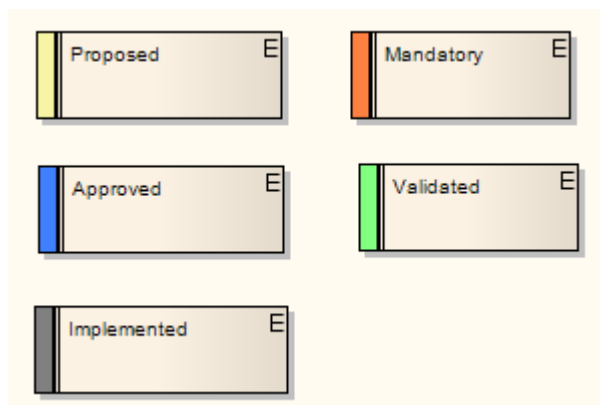 Proposed E
Mandatory E
Approved E
Validated E
Implemented E